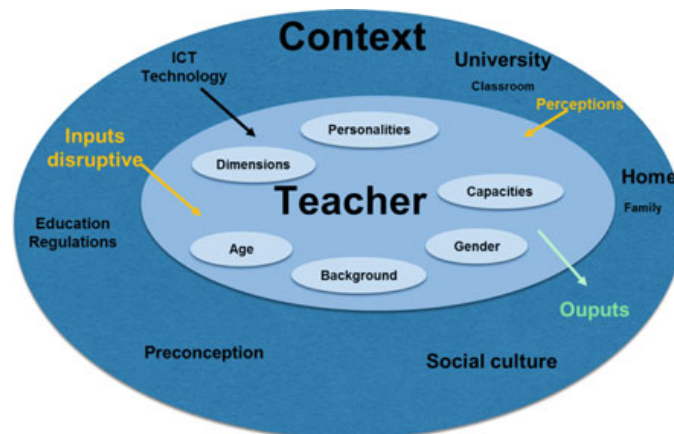 Context
ICT
Technology
University
Classroom
Perceptions
Personalities
Inputs
disruptive
Dimensions
Home
Capacities
Teacher
Family
Education
Regulations
Age
Gender
Background
Ouputs
Preconception
Social culture